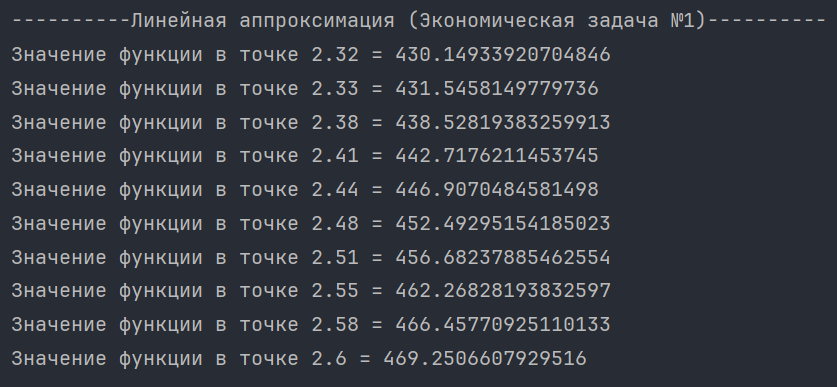 ----------Линейная аппроксимация (Экономическая задача №1)----------
Значение функции в точке 2.32 = 430.14933920704846
Значение функции в точке 2.33 = 431.5458149779736
Значение функции в точке 2.38 = 438.52819383259913
Значение функции в точке 2.41 = 442.7176211453745
Значение функции в точке 2.44 = 446.9070484581498
Значение функции в точке 2.48 = 452.49295154185023
Значение функции в точке 2.51 = 456.682378854625​54
Значение функции в точке 2.55 = 462.26828193832597
Значение функции в точке 2.58 = 466.45770925110133
Значение функции в точке 2.6 = 469.2506607929516